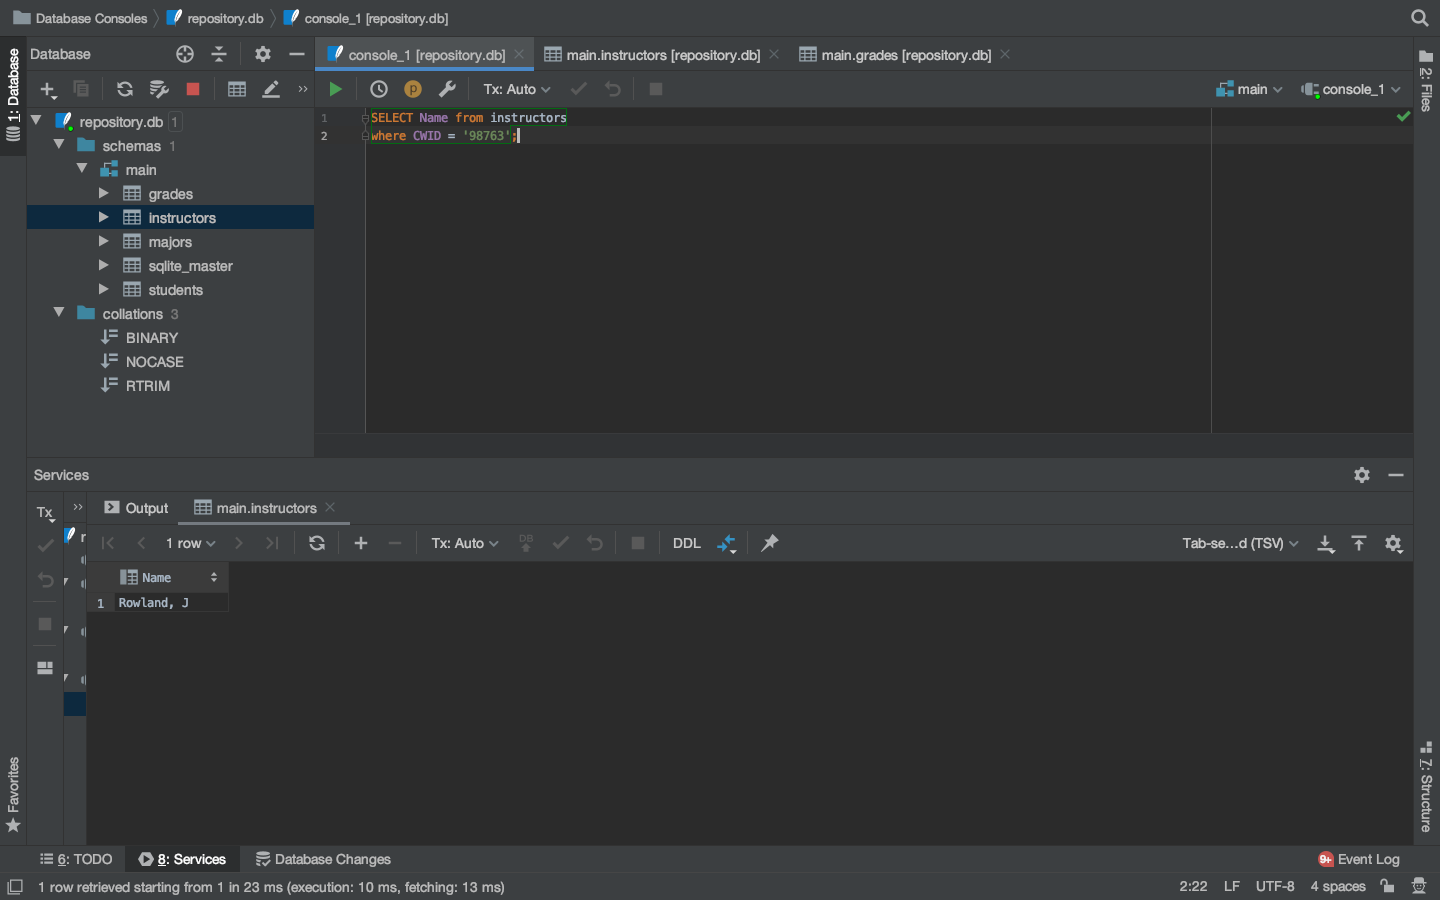 Database Consoles repository.db console_1 [repository.db]
1: Database
Database
console_1 [repository.db]
main.instructors [repository.db]
main.grades [repository.db]
2: Files
p
Tx: Auto
main
console_1
repository.db 1
schemas 1
main
grades
instructors
majors
sqlite_master
students
collations 3
BINARY
NOCASE
RTRIM
1 SELECT Name from instructors
2 where CWID = '98763';
Services
Tx
Output
main.instructors
1 row
Tx: Auto
DB
DDL
Tab-se...d (TSV)
Name
1 Rowland, J
Favorites
7: Structure
6: TODO
8: Services
Database Changes
9+ Event Log
1 row retrieved starting from 1 in 23 ms (execution: 10 ms, fetching: 13 ms)
2:22 LF UTF-8 4 spaces